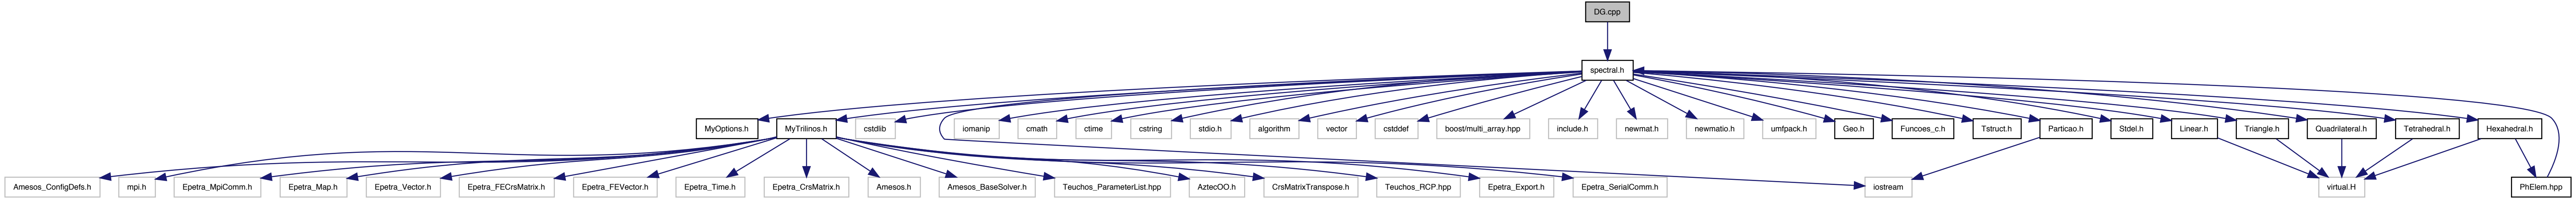 DG.cpp
spectral.h
MyOptions.h
MyTrilinos.h
cstdlib
iomanip
cmath
ctime
cstring
stdio.h
algorithm
vector
cstddef
boost/multi_array.hpp
include.h
newmat.h
newmatio.h
umfpack.h
Geo.h
Funcoes_c.h
Tstruct.h
Particao.h
Stdel.h
Linear.h
Triangle.h
Quadrilateral.h
Tetrahedral.h
Hexahedral.h
Amesos_ConfigDefs.h
mpi.h
Epetra_MpiComm.h
Epetra_Map.h
Epetra_Vector.h
Epetra_FECrsMatrix.h
Epetra_FEVector.h
Epetra_Time.h
Epetra_CrsMatrix.h
Amesos.h
Amesos_BaseSolver.h
Teuchos_ParameterList.hpp
AztecOO.h
CrsMatrixTranspose.h
Teuchos_RCP.hpp
Epetra_Export.h
Epetra_SerialComm.h
iostream
virtual.H
PhElem.hpp